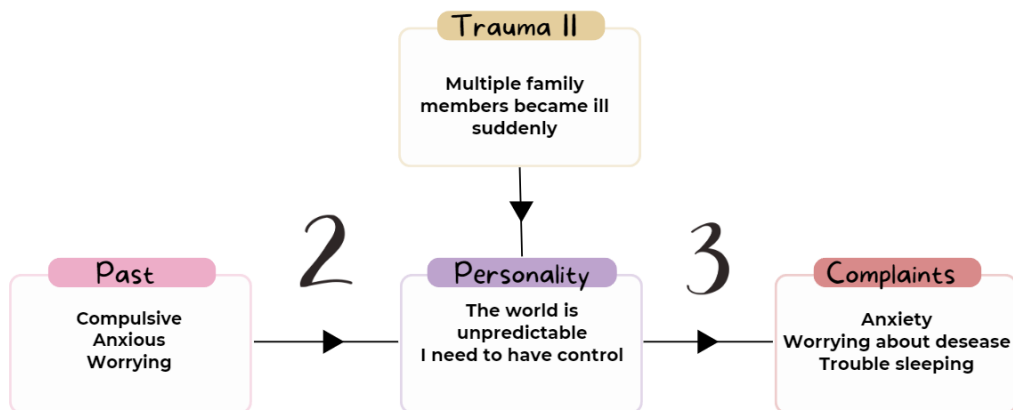 Trauma II
Multiple family
members became ill
suddenly
2
3
Past
Compulsive
Anxious
Worrying
Personality
The world is
unpredictable
I need to have control
Complaints
Anxiety
Worrying about desease
Trouble sleeping